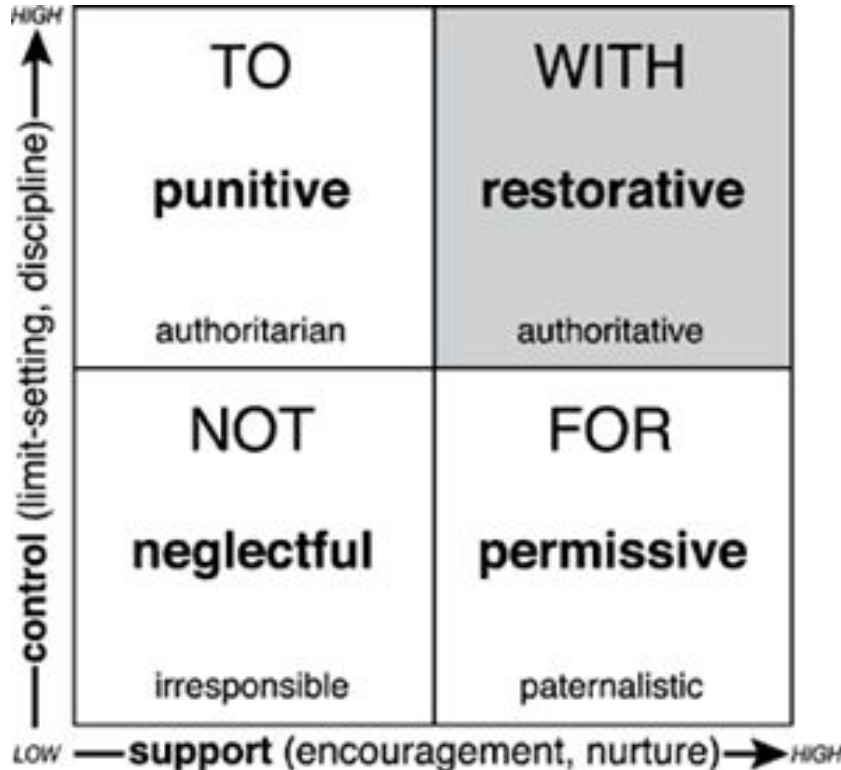 HIGH
control (limit-setting, discipline)
TO
punitive
authoritarian
WITH
restorative
authoritative
NOT
neglectful
irresponsible
FOR
permissive
paternalistic
LOW
support (encouragement, nurture)
HIGH